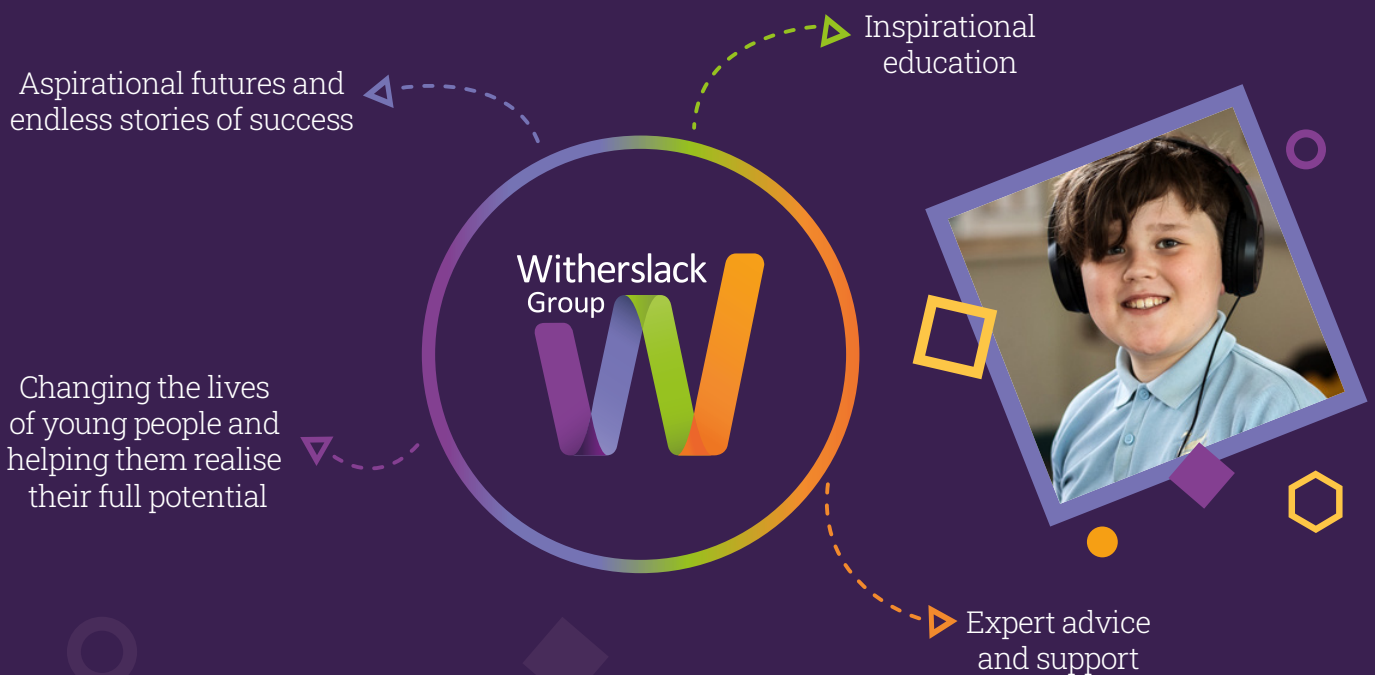 Inspirational
education
Aspirational futures and
endless stories of success
Witherslack
Group
Changing the lives
of young people and
helping them realise
their full potential
Expert advice
and support